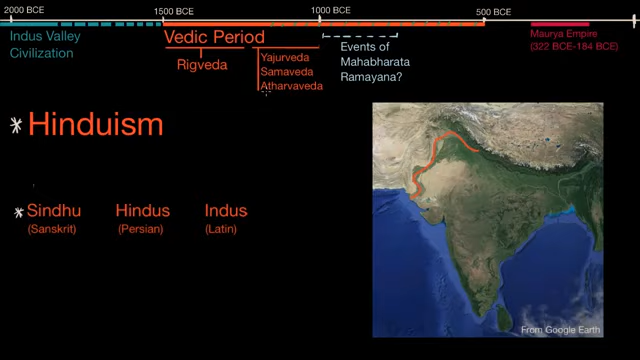 2000 BCE
1500 BCE
1000 BCE
500 BCE
Indus Valley
Civilization
Vedic Period
Rigveda
Yajurveda
Samaveda
Atharvaveda
Events of
Mahabharata
Ramayana?
Maurya Empire
(322 BCE-184 BCE)
* Hinduism
* Sindhu Hindus Indus
(Sanskrit) (Persian) (Latin)
From Google Earth